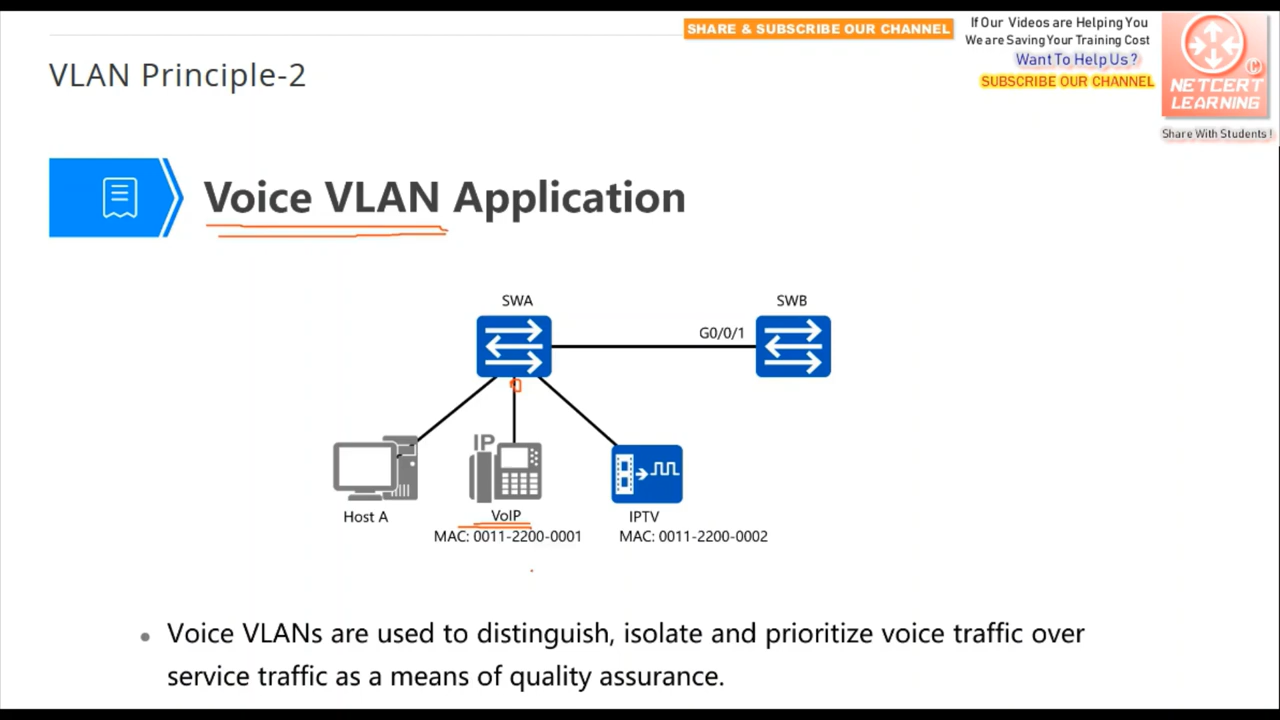 SHARE & SUBSCRIBE OUR CHANNEL
If Our Videos are Helping You
We are Saving Your Training Cost
Want To Help Us ?
SUBSCRIBE OUR CHANNEL
NETCERT
LEARNING
©
Share With Students !
VLAN Principle-2
Voice VLAN Application
SWA
SWB
G0/0/1
IP
Host A
VoIP
IPTV
MAC: 0011-2200-0001
MAC: 0011-2200-0002
• Voice VLANs are used to distinguish, isolate and prioritize voice traffic over
service traffic as a means of quality assurance.